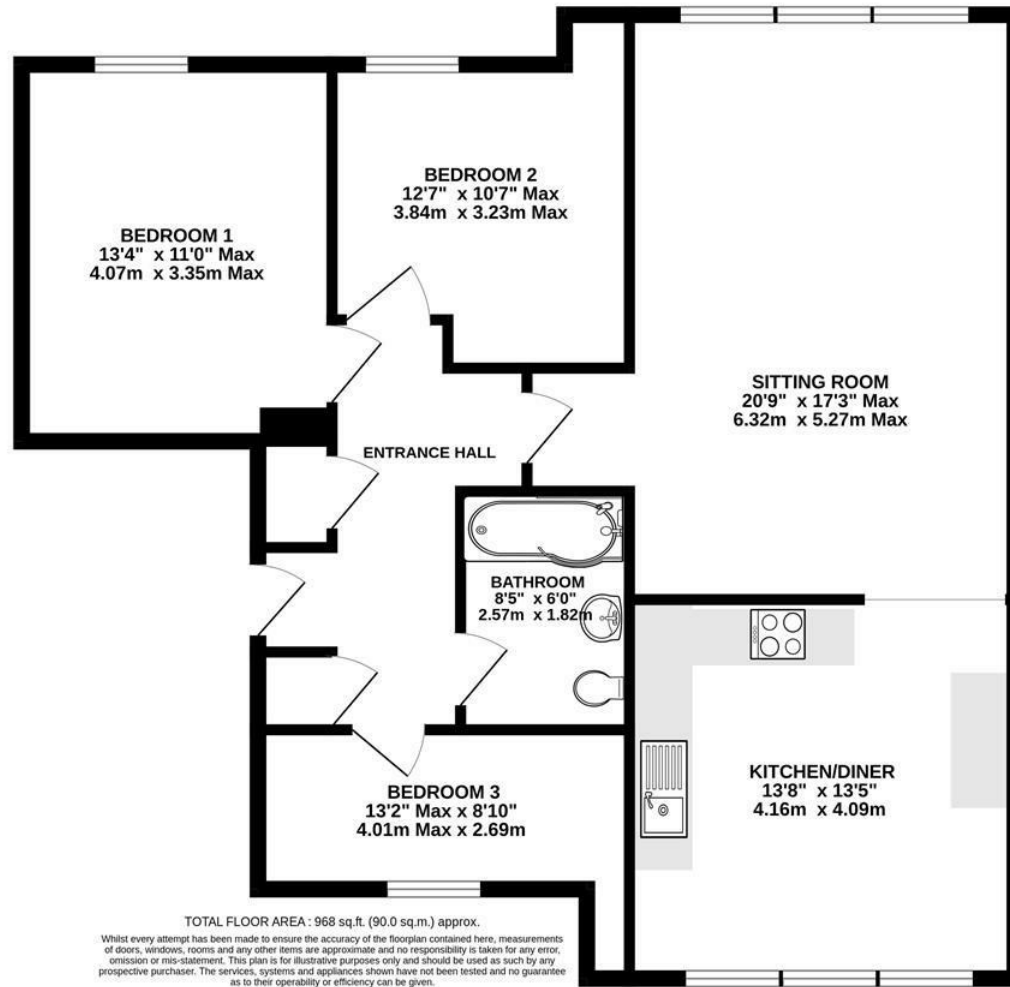 BEDROOM 2
12'7" x 10'7" Max
3.84m x 3.23m Max
BEDROOM 1
13'4" x 11'0" Max
4.07m x 3.35m Max
SITTING ROOM
20'9" x 17'3" Max
6.32m x 5.27m Max
ENTRANCE HALL
BATHROOM
8'5" x 6'0"
2.57m x 1.82m
KITCHEN/DINER
13'8" x 13'5"
4.16m x 4.09m
BEDROOM 3
13'2" Max x 8'10"
4.01m Max x 2.69m
TOTAL FLOOR AREA : 968 sq.ft. (90.0 sq.m.) approx.
Whilst every attempt has been made to ensure the accuracy of the floorplan contained here, measurements
of doors, windows, rooms and any other items are approximate and no responsibility is taken for any error,
omission or mis-statement. This plan is for illustrative purposes only and should be used as such by any
prospective purchaser. The services, systems and appliances shown have not been tested and no guarantee
as to their operability or efficiency can be given.